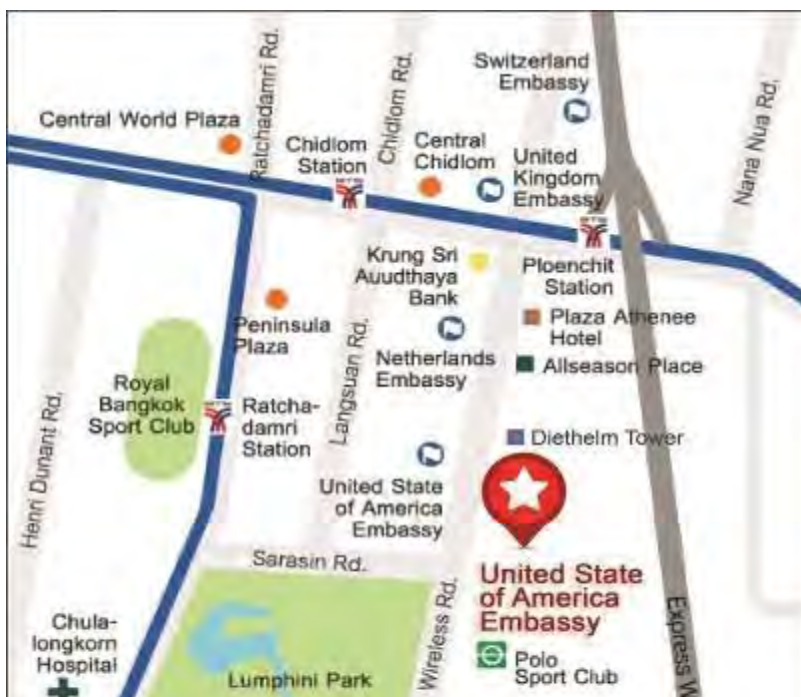 Switzerland
Embassy
Ratchadamri Rd.
Chidlom Rd.
Nana Nua Rd.
Central World Plaza
Chidlom
Station
Central
Chidlom
United
Kingdom
Embassy
Krung Sri
Auudthaya
Bank
Ploenchit
Station
Peninsula
Plaza
Plaza Athenee
Hotel
Netherlands
Embassy
Allseason Place
Langsuan Rd.
Royal
Bangkok
Sport Club
Ratcha-
damri
Station
Henri Dunant Rd.
Diethelm Tower
United State
of America
Embassy
Sarasin Rd.
United State
of America
Embassy
Wireless Rd.
Express W
Chula-
longkorn
Hospital
Lumphini Park
Polo
Sport Club